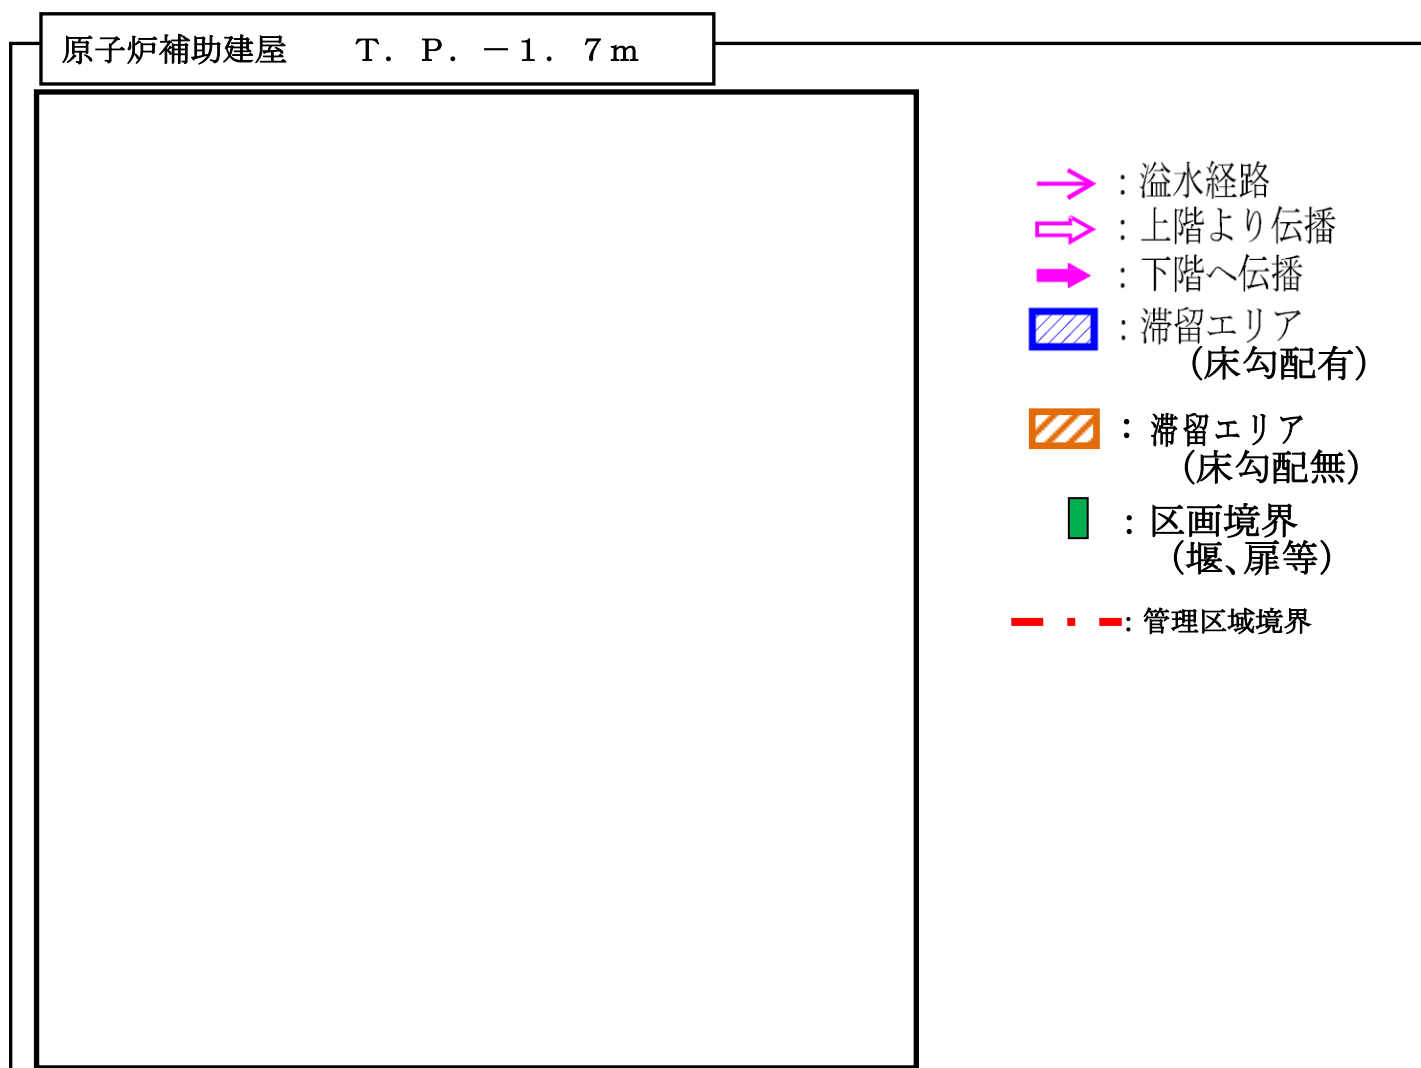 原子炉補助建屋　　Ｔ．Ｐ．－１．７ｍ
：溢水経路
：上階より伝播
：下階へ伝播
：滞留エリア
（床勾配有）
：滞留エリア
（床勾配無）
：区画境界
（堰、扉等）
：管理区域境界